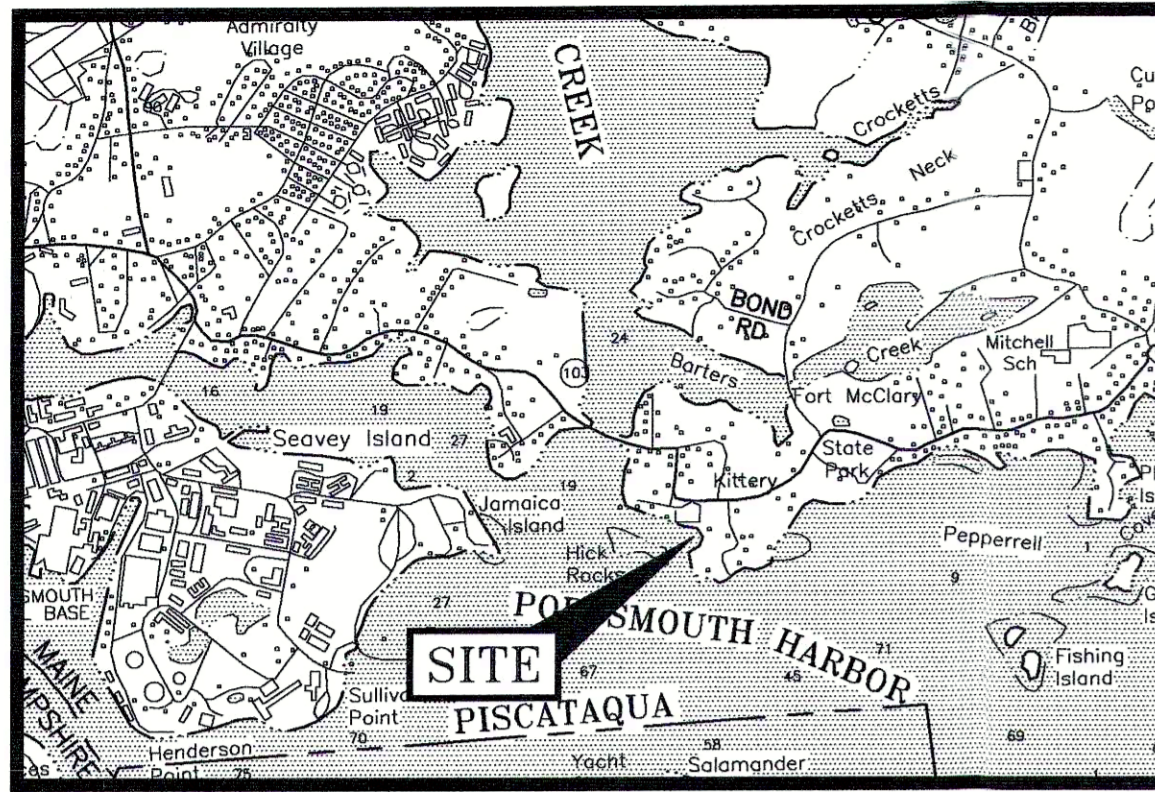 Admiralty
Village
CREEK
Crocketts
Neck
Crocketts
BOND
RD.
24
103
Creek
Mitchell
Sch
Barters
Fort McClary
16
19
Seavey Island
27
2
State
Park
Kittery
19
Jamaica
Island
Hick
Rocks
Pepperrell
1
9
27
PORTSMOUTH HARBOR
71
SITE
67
45
Fishing
Island
MAINE
Sullivan
Point
PISCATAQUA
70
58
69
Henderson
Point
75
Yacht
Salamander
1